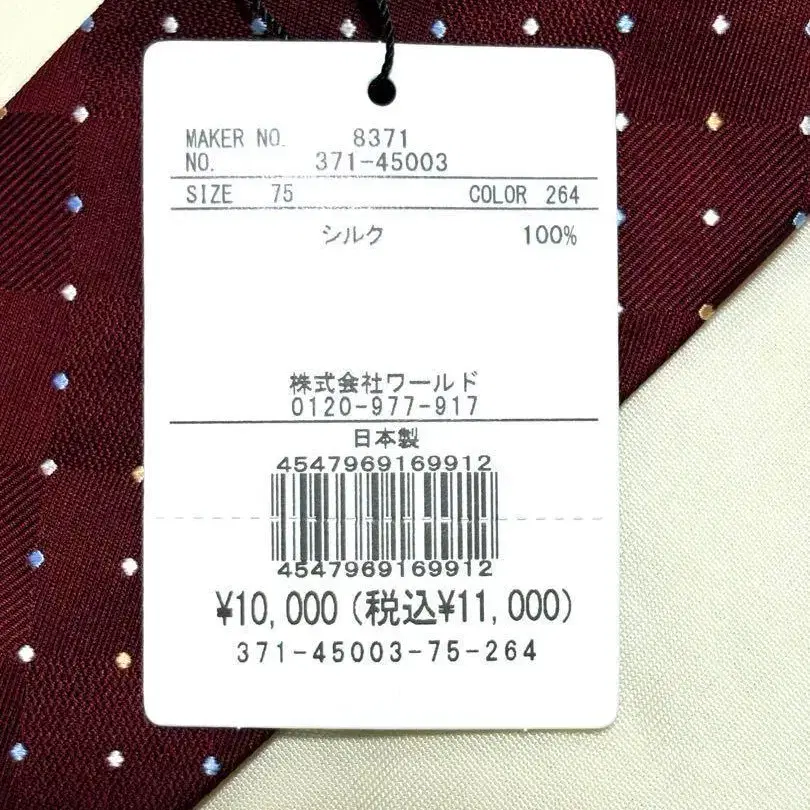 MAKER NO. 8371
NO. 371-45003
SIZE 75 COLOR 264
シルク 100%
株式会社ワールド
0120-977-917
日本製
4547969169912
4547969169912
¥10,000 (税込¥11,000)
371-45003-75-264